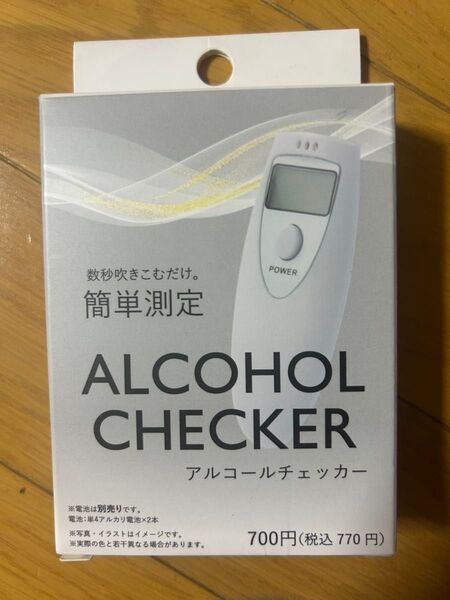 POWER
数秒吹きこむだけ。
簡単測定
ALCOHOL
CHECKER
アルコールチェッカー
※電池は別売りです。
電池:単4アルカリ電池×2本
※写真・イラストはイメージです。
※実際の色と若干異なる場合があります。
700円(税込 770 円)